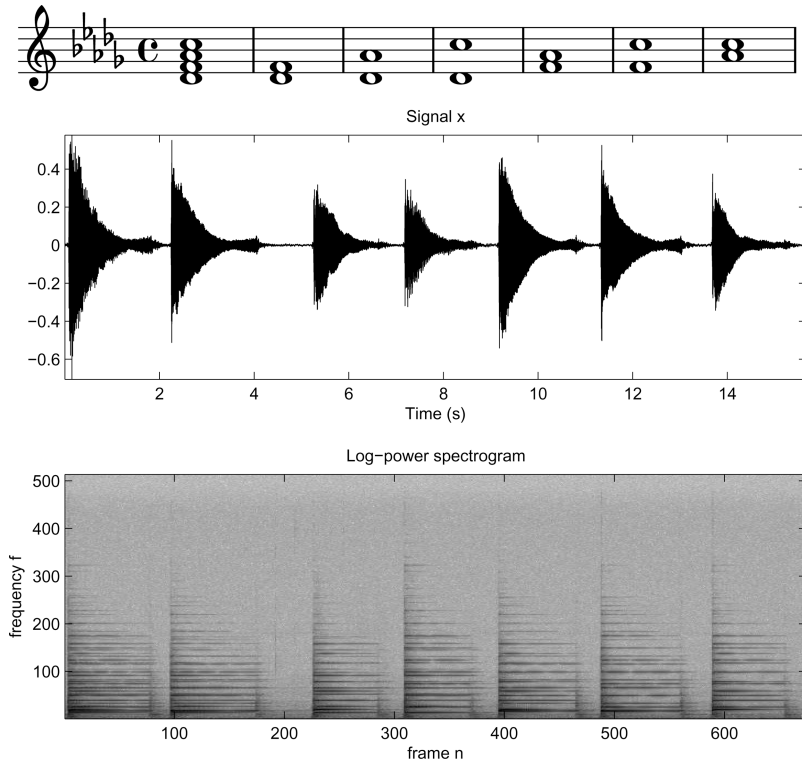 Signal x
0.4
0.2
0
−0.2
−0.4
−0.6
2 4 6 8 10 12 14
Time (s)
Log−power spectrogram
500
400
300
200
100
frequency f
100 200 300 400 500 600
frame n